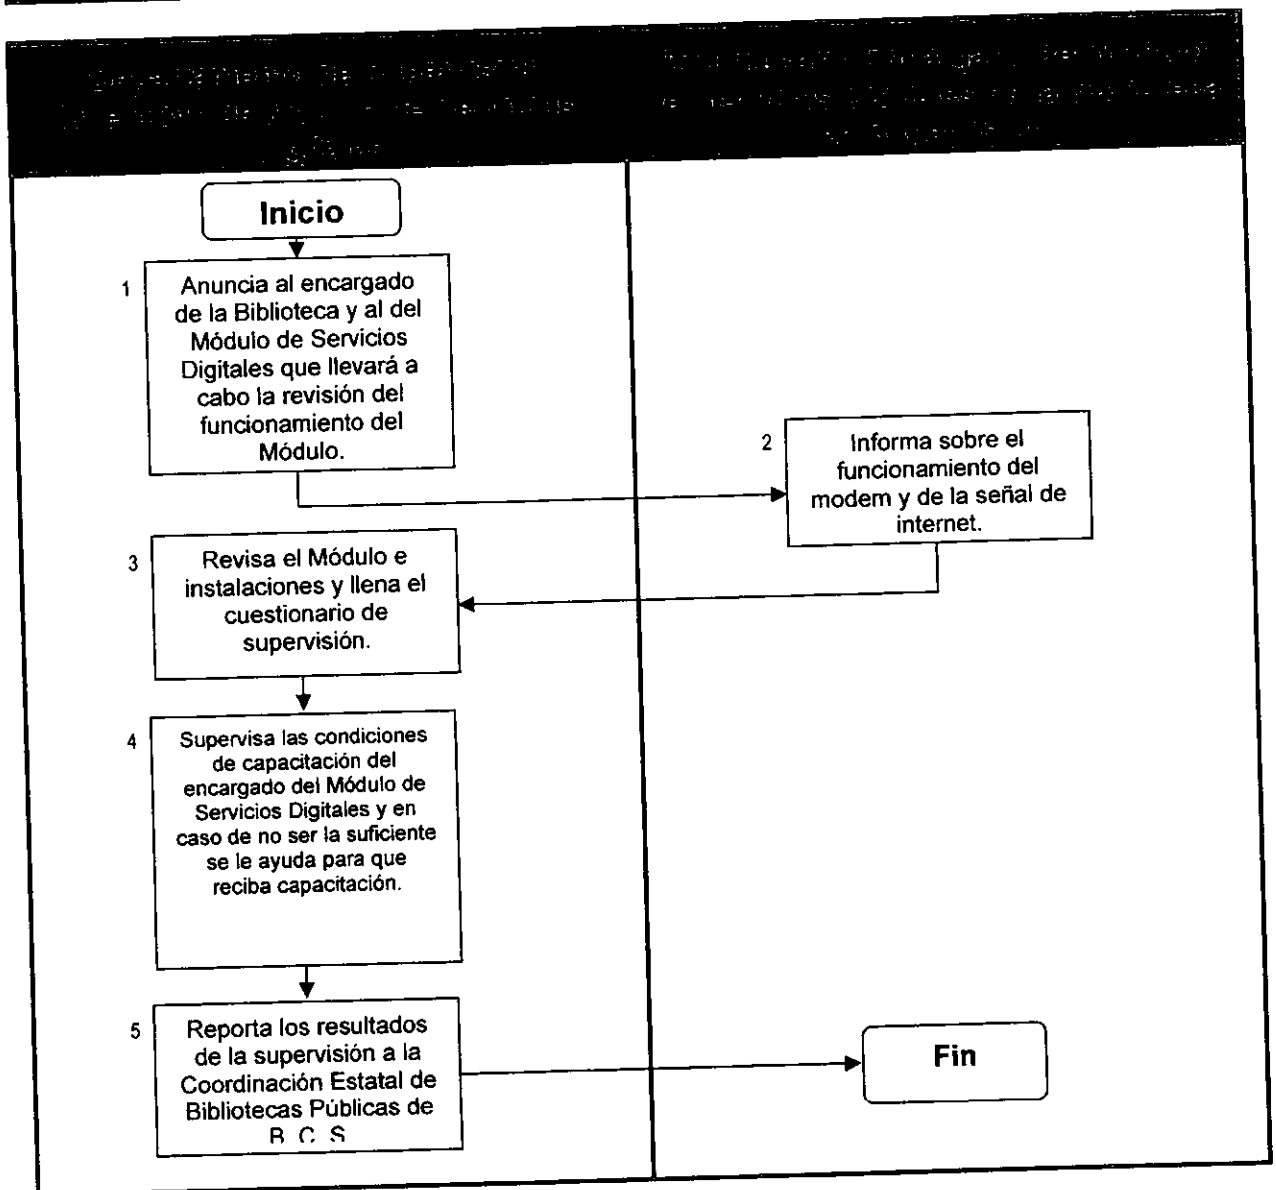 Inicio
1
Anuncia al encargado
de la Biblioteca y al del
Módulo de Servicios
Digitales que llevará a
cabo la revisión del
funcionamiento del
Módulo.
2
Informa sobre el
funcionamiento del
modem y de la señal de
internet.
3
Revisa el Módulo e
instalaciones y llena el
cuestionario de
supervisión.
4
Supervisa las condiciones
de capacitación del
encargado del Módulo de
Servicios Digitales y en
caso de no ser la suficiente
se le ayuda para que
reciba capacitación.
5
Reporta los resultados
de la supervisión a la
Coordinación Estatal de
Bibliotecas Públicas de
B. C. S
Fin